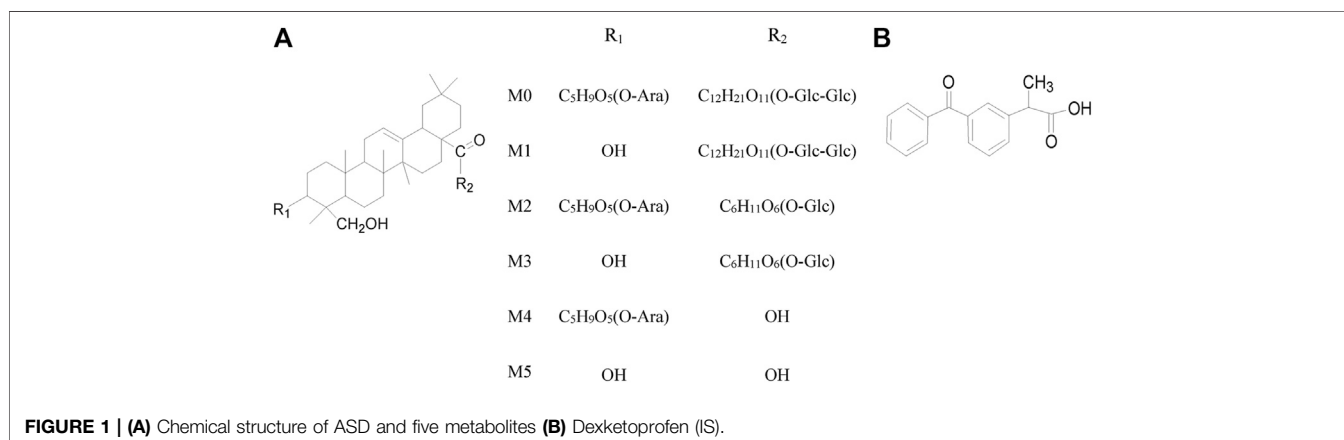 A
R₁ R₂
B
M0 C₅H₉O₅(O-Ara) C₁₂H₂₁O₁₁(O-Glc-Glc)
M1 OH C₁₂H₂₁O₁₁(O-Glc-Glc)
M2 C₅H₉O₅(O-Ara) C₆H₁₁O₆(O-Glc)
M3 OH C₆H₁₁O₆(O-Glc)
M4 C₅H₉O₅(O-Ara) OH
M5 OH OH
C O
R₂
R₁
CH₂OH
O CH₃
OH
O
FIGURE 1 | (A) Chemical structure of ASD and five metabolites (B) Dexketoprofen (IS).